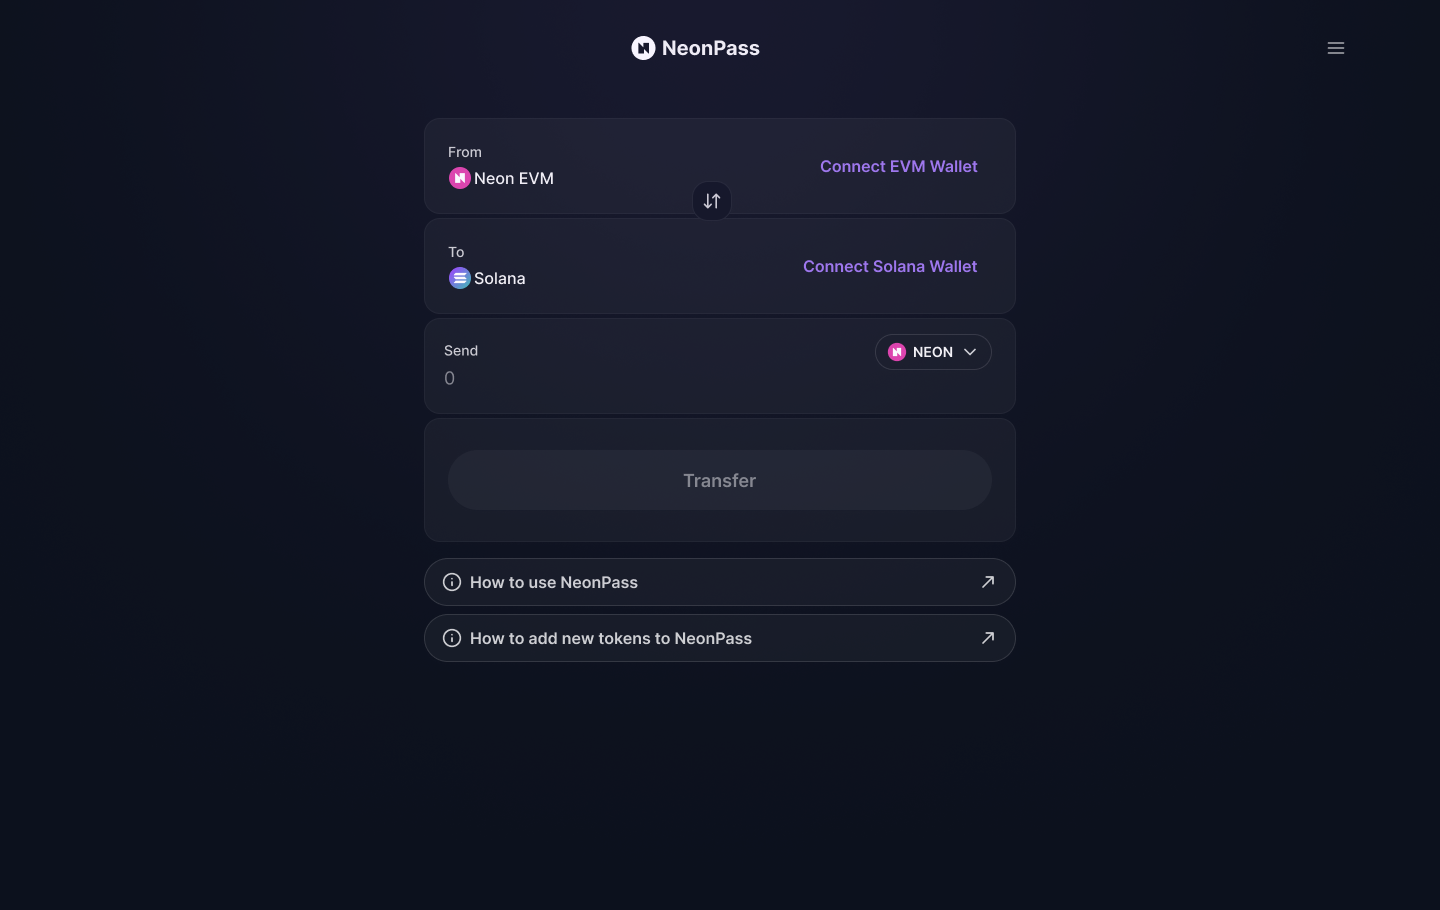 NeonPass
From
Neon EVM
Connect EVM Wallet
To
Solana
Connect Solana Wallet
Send
NEON
0
Transfer
How to use NeonPass
How to add new tokens to NeonPass